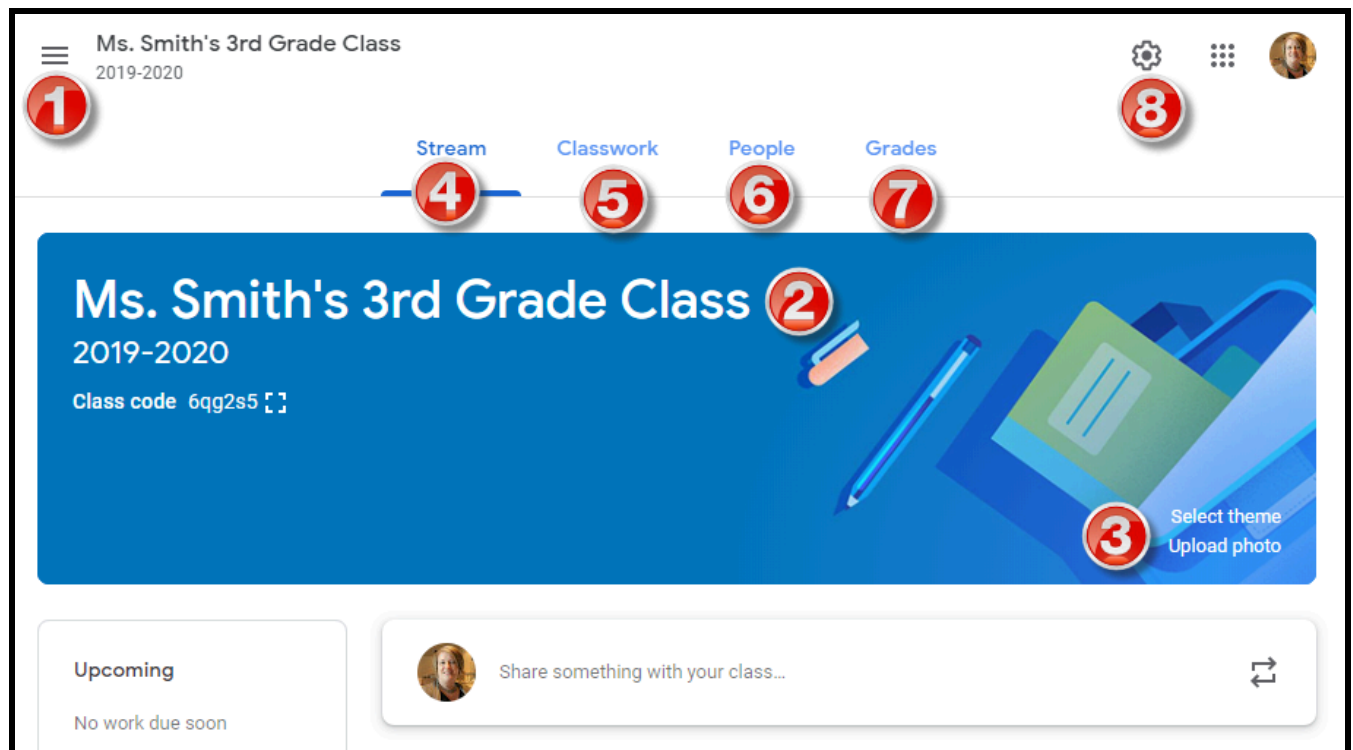 Ms. Smith's 3rd Grade Class
2019-2020
1
8
Stream Classwork People Grades
4 5 6 7
Ms. Smith's 3rd Grade Class 2
2019-2020
Class code 6qg2s5
3
Select theme
Upload photo
Upcoming
No work due soon
Share something with your class...